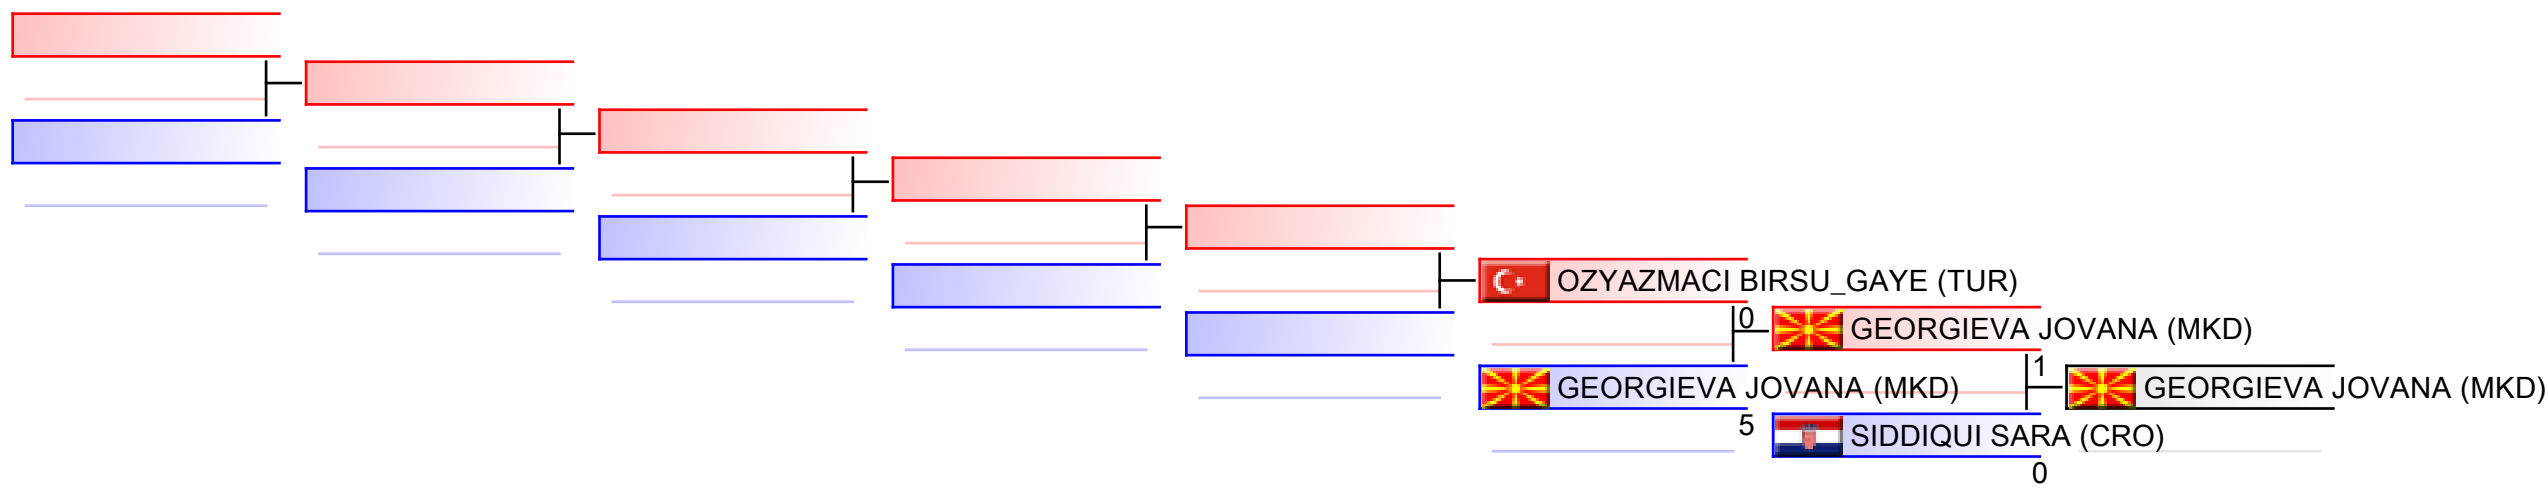 OZYAZMACI BIRSU_GAYE (TUR)
0
GEORGIEVA JOVANA (MKD)
GEORGIEVA JOVANA (MKD)
5
1
GEORGIEVA JOVANA (MKD)
SIDDIQUI SARA (CRO)
0